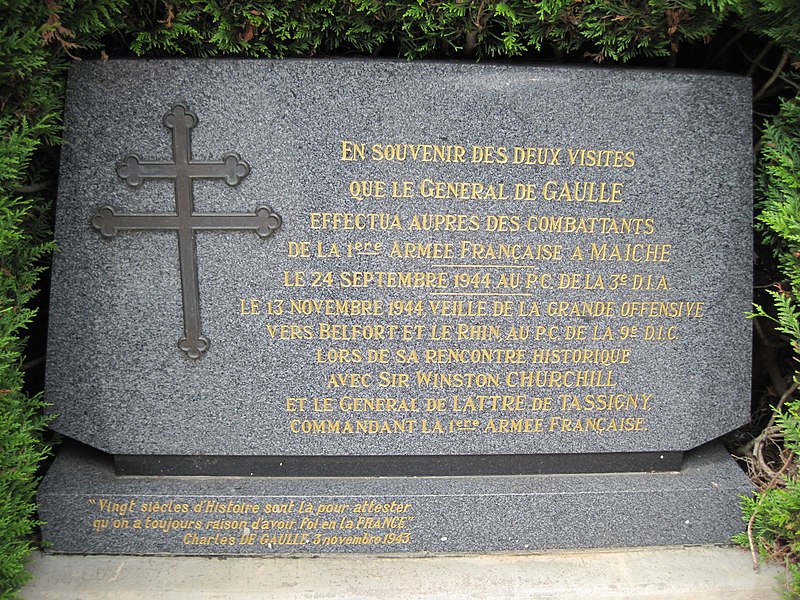 EN SOUVENIR DES DEUX VISITES
QUE LE GENERAL DE GAULLE
EFFECTUA AUPRES DES COMBATTANTS
DE LA 1ère ARMEE FRANÇAISE A MAICHE
LE 24 SEPTEMBRE 1944 AU P.C. DE LA 3e D.I.A.
LE 13 NOVEMBRE 1944, VEILLE DE LA GRANDE OFFENSIVE
VERS BELFORT ET LE RHIN, AU P.C. DE LA 9e D.I.C.
LORS DE SA RENCONTRE HISTORIQUE
AVEC SIR WINSTON CHURCHILL
ET LE GENERAL DE LATTRE DE TASSIGNY,
COMMANDANT LA 1ere ARMEE FRANÇAISE.
"Vingt siècles d'Histoire sont là pour attester
qu'on a toujours raison d'avoir foi en la FRANCE"
Charles DE GAULLE. 3 novembre 1943